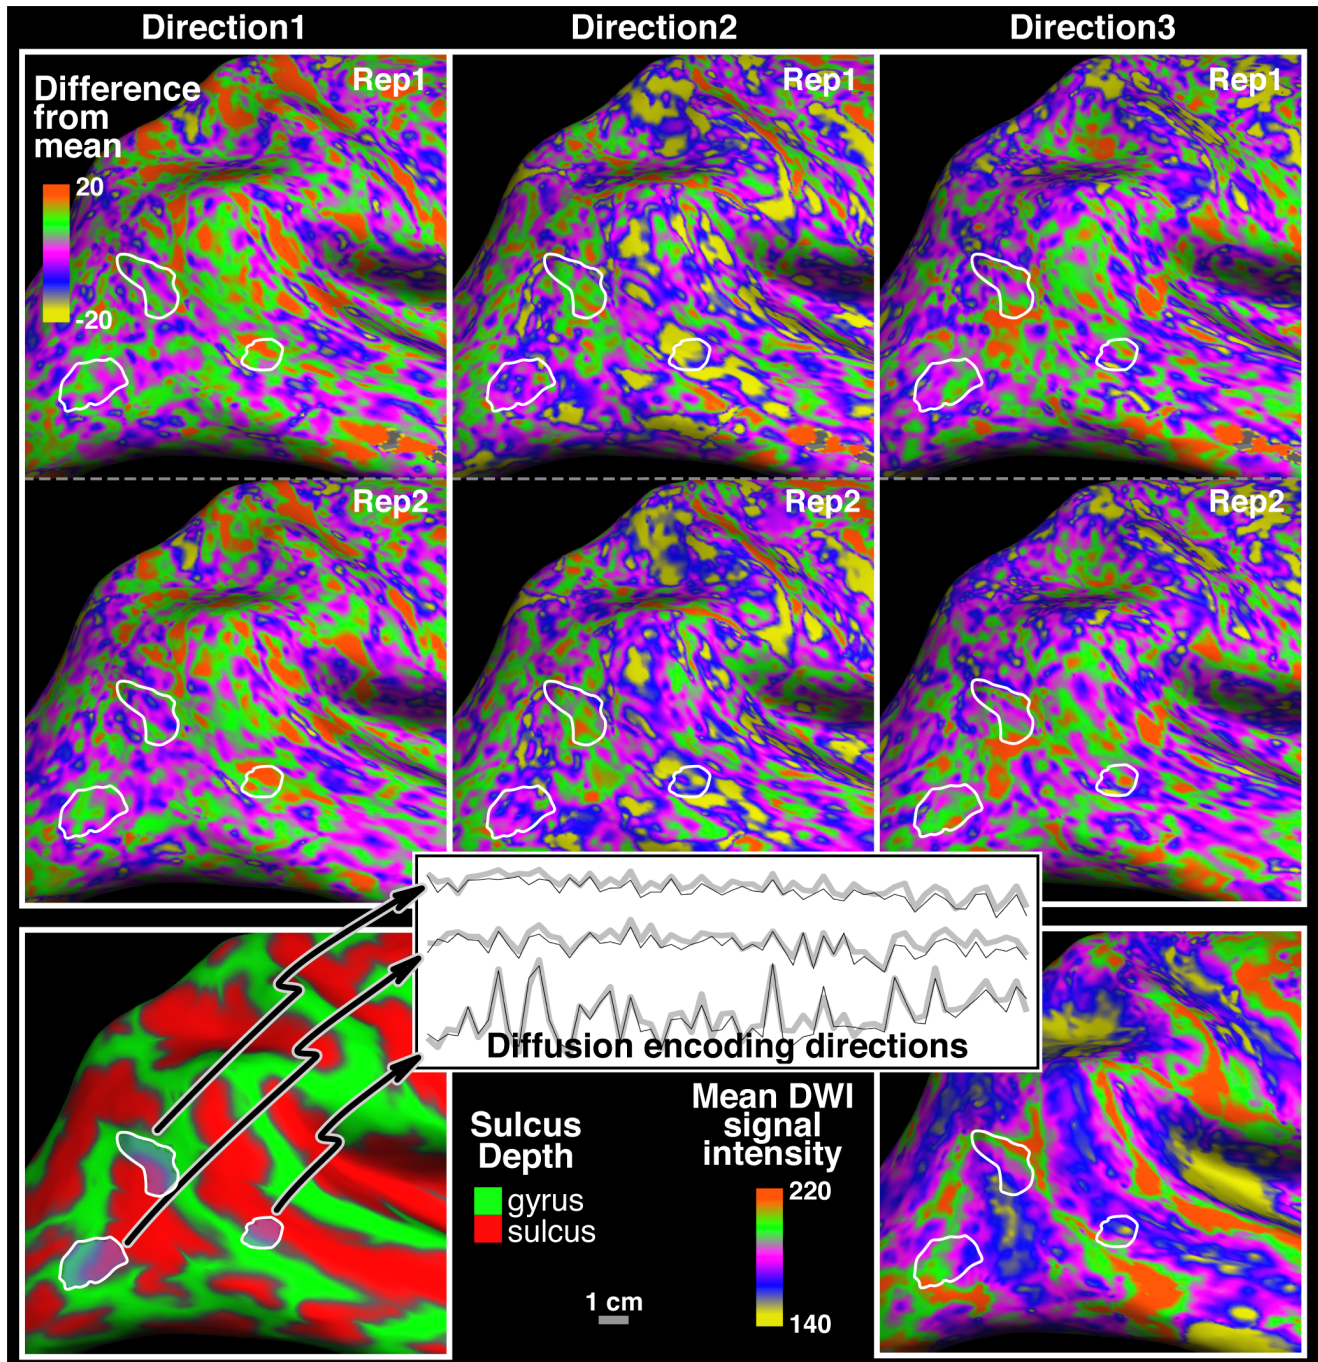 Direction1
Direction2
Direction3
Difference
from
mean
20
-20
Rep1
Rep1
Rep1
Rep2
Rep2
Rep2
Diffusion encoding directions
Sulcus
Depth
gyrus
sulcus
1 cm
Mean DWI
signal
intensity
220
140